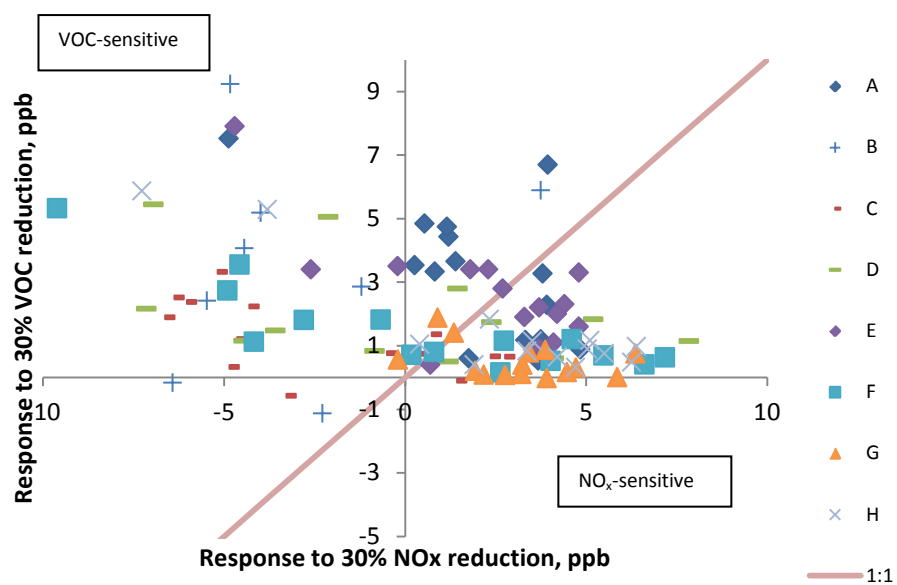 VOC-sensitive
Response to 30% VOC reduction, ppb
9
7
5
3
1
-1
-3
-5
-10
-5
0
5
10
NOx-sensitive
Response to 30% NOx reduction, ppb
A
B
C
D
E
F
G
H
1:1